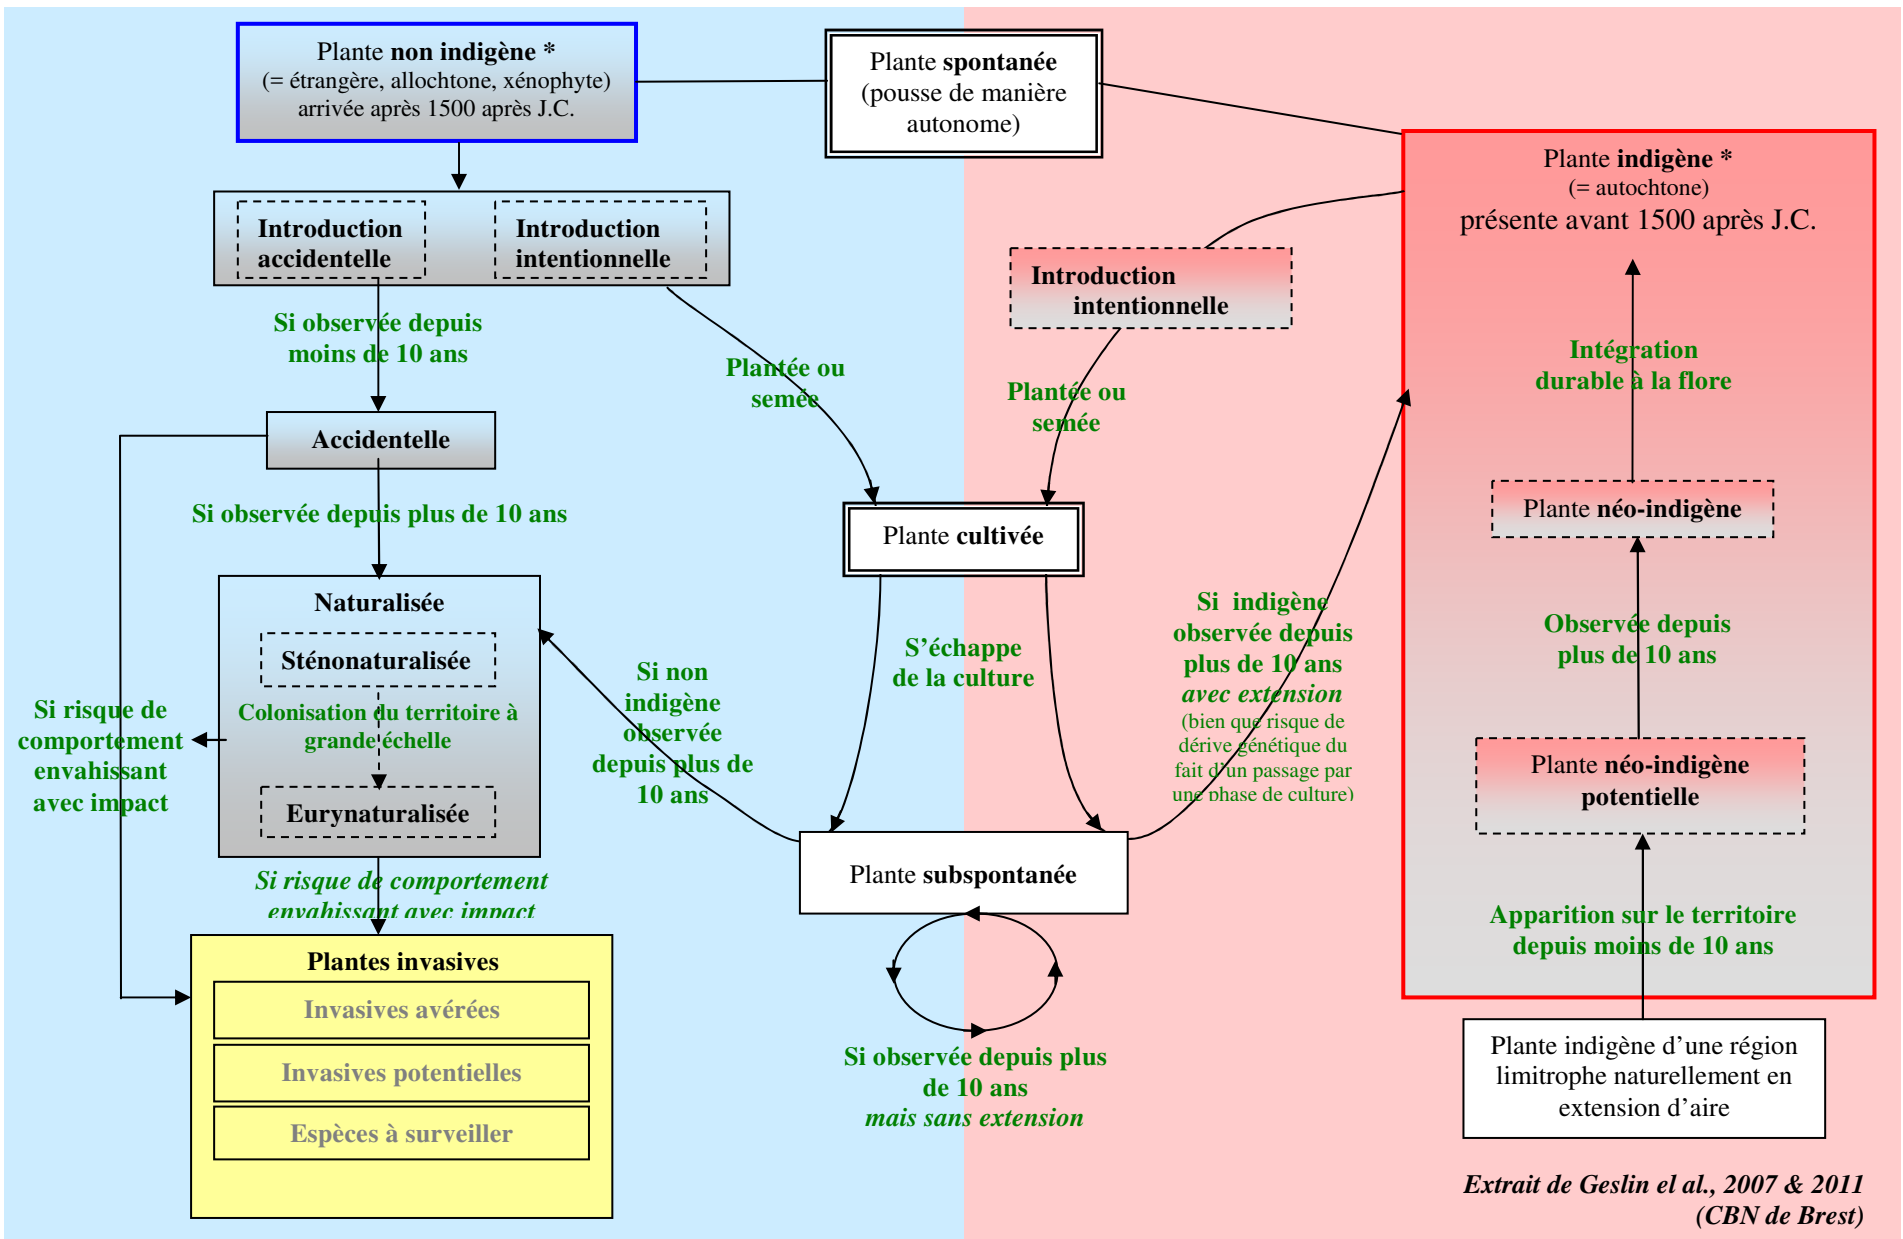 Plante non indigène *
(= étrangère, allochtone, xénophyte)
arrivée après 1500 après J.C.
Plante spontanée
(pousse de manière
autonome)
Plante indigène *
(= autochtone)
présente avant 1500 après J.C.
Introduction
accidentelle
Introduction
intentionnelle
Introduction
intentionnelle
Si observée depuis
moins de 10 ans
Plantée ou
semée
Plantée ou
semée
Intégration
durable à la flore
Accidentelle
Si observée depuis plus de 10 ans
Plante cultivée
Plante néo-indigène
Naturalisée
Sténonaturalisée
Colonisation du territoire à
grande échelle
Eurynaturalisée
Si risque de
comportement
envahissant
avec impact
Si non
indigène
observée
depuis plus de
10 ans
S’échappe
de la culture
Si indigène
observée depuis
plus de 10 ans
avec extension
(bien que risque de
dérive génétique du
fait d’un passage par
une phase de culture)
Observée depuis
plus de 10 ans
Plante néo-indigène
potentielle
Si risque de comportement
envahissant avec impact
Plante subspontanée
Apparition sur le territoire
depuis moins de 10 ans
Plantes invasives
Invasives avérées
Invasives potentielles
Espèces à surveiller
Si observée depuis plus
de 10 ans
mais sans extension
Plante indigène d’une région
limitrophe naturellement en
extension d’aire
Extrait de Geslin el al., 2007 & 2011
(CBN de Brest)